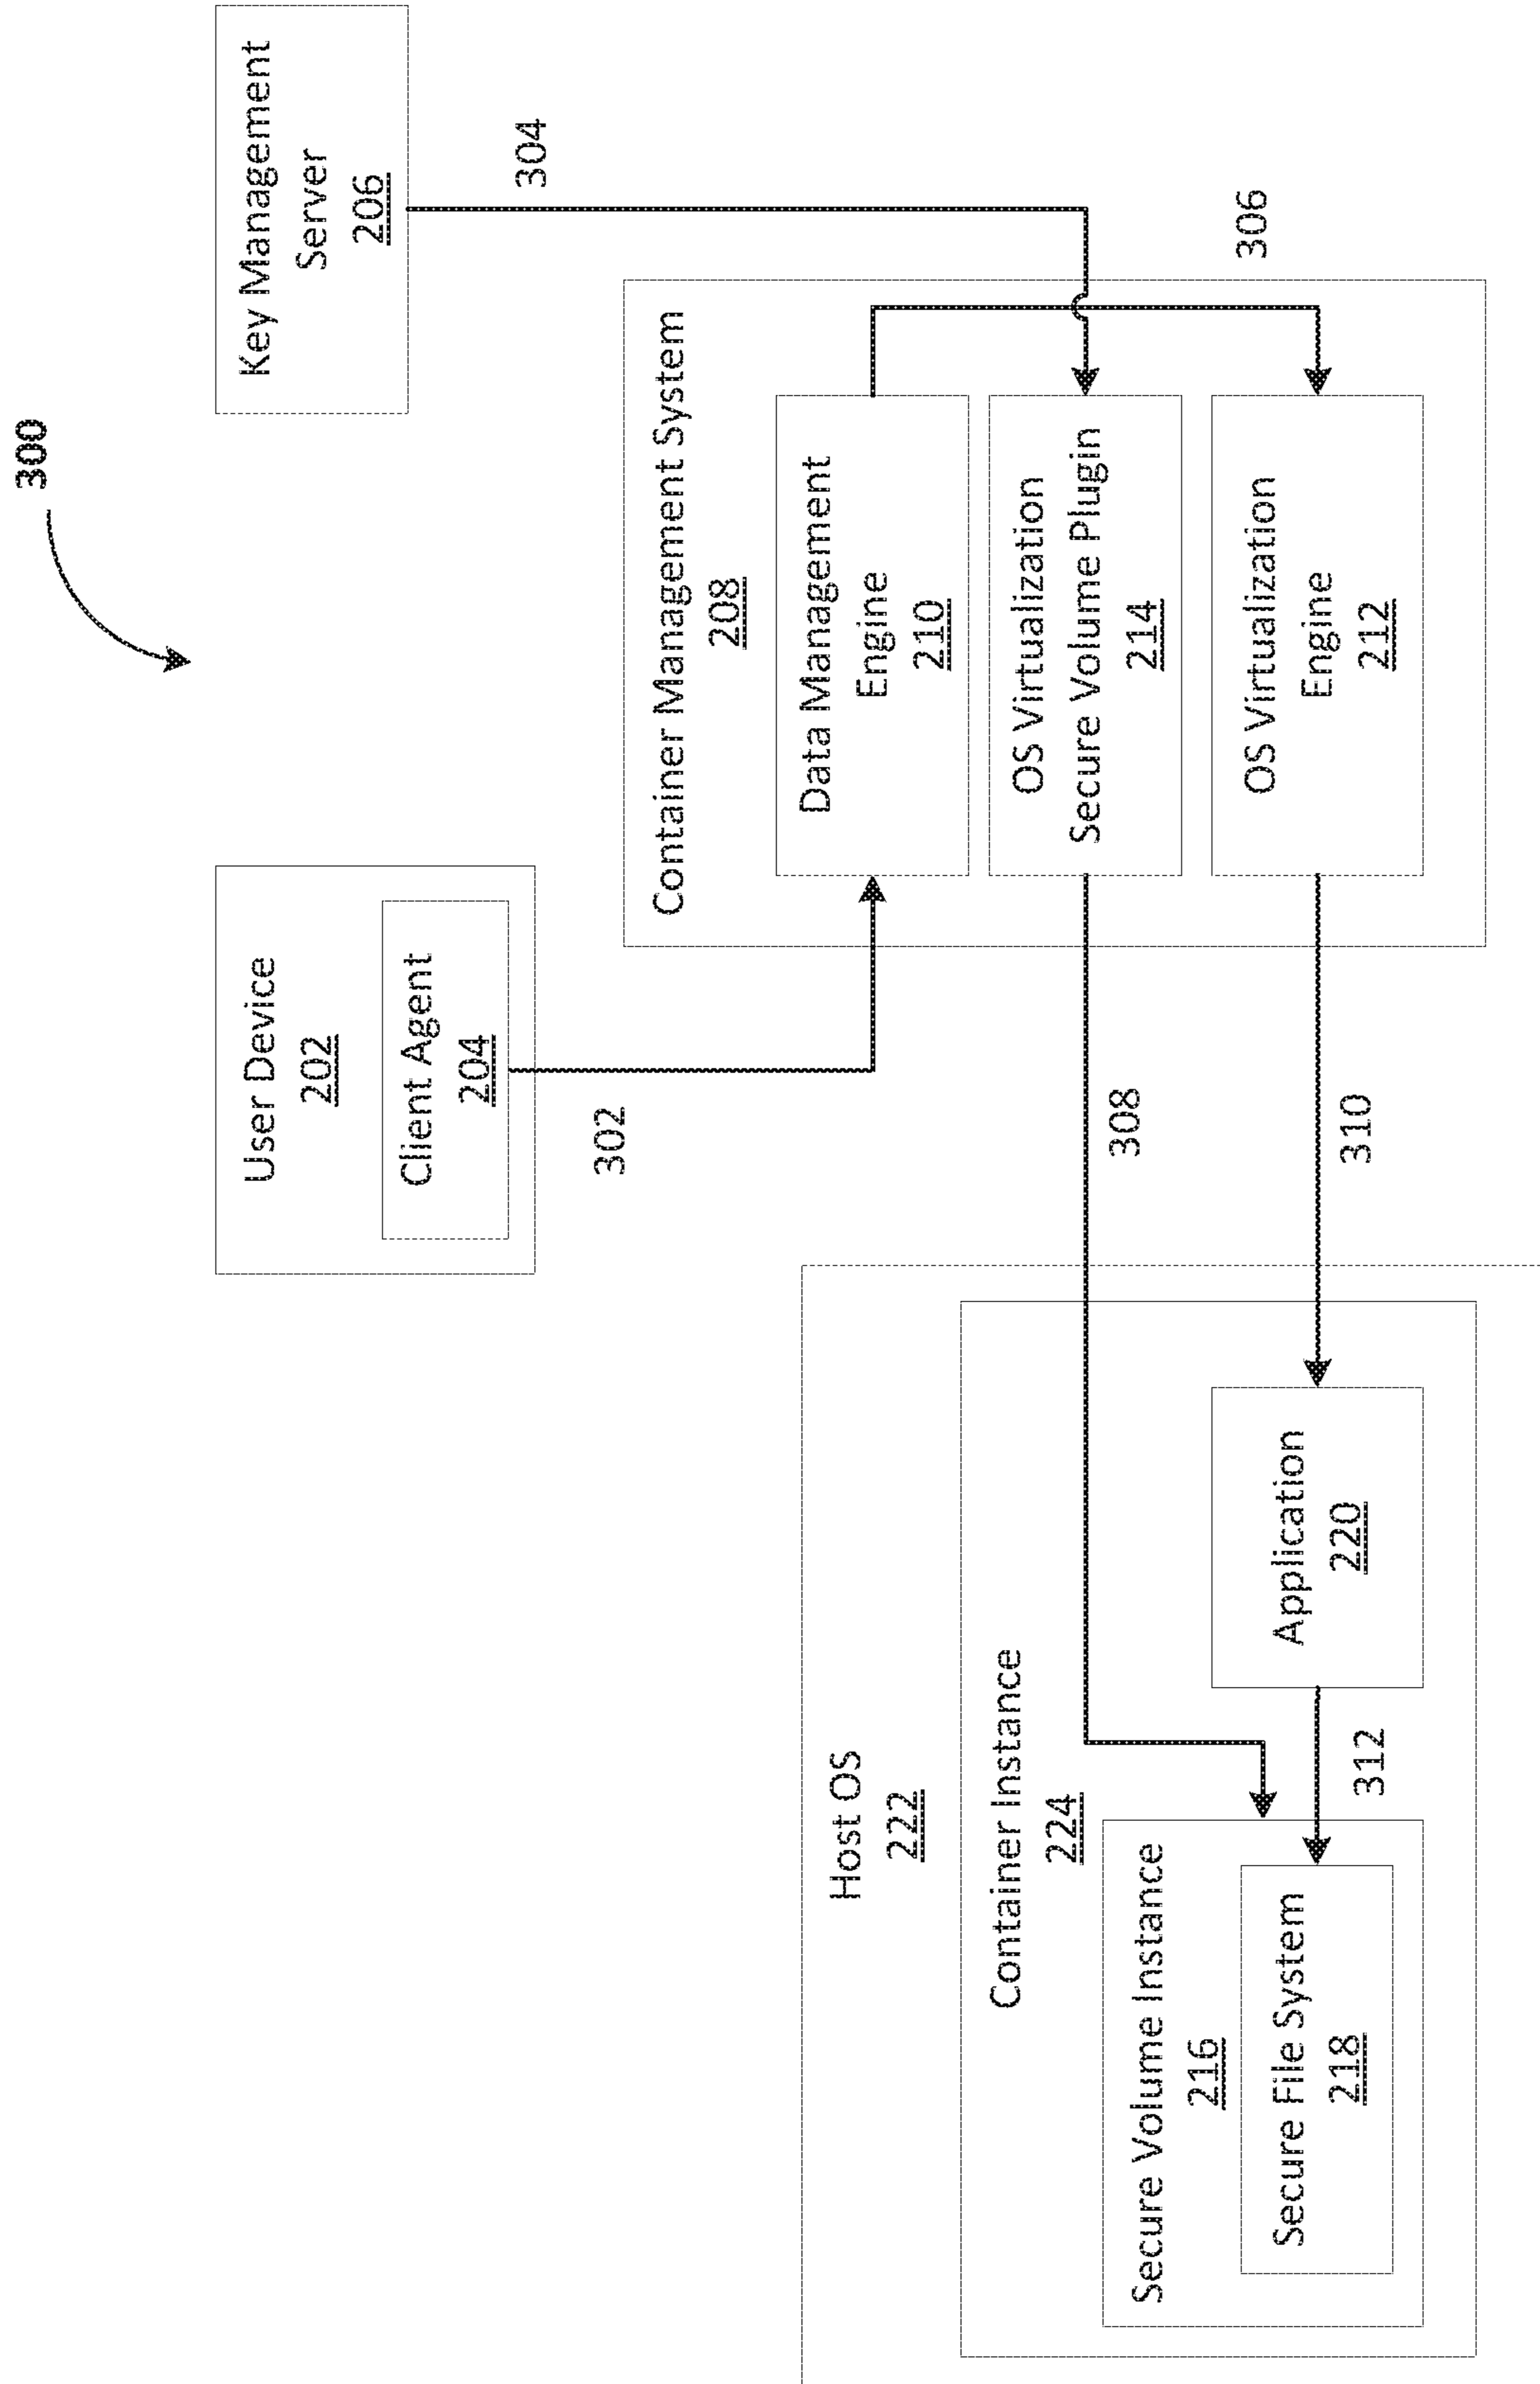 300
Key Management
Server
206
304
User Device
202
Client Agent
204
302
Container Management System
208
Data Management
Engine
210
OS Virtualization
Secure Volume Plugin
214
OS Virtualization
Engine
212
306
308
310
Host OS
222
Container Instance
224
Application
220
312
Secure Volume Instance
216
Secure File System
218